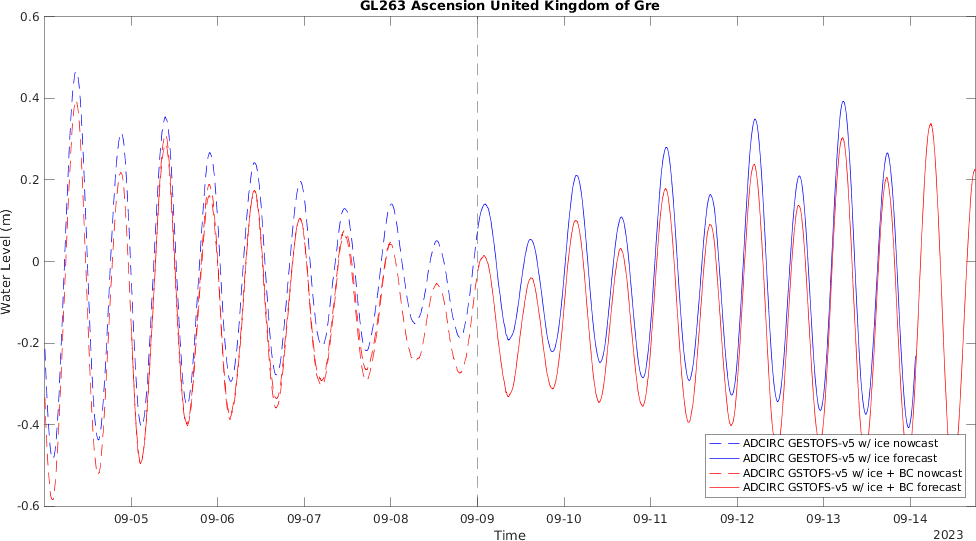 GL263 Ascension United Kingdom of Gre
Water Level (m)
0.6
0.4
0.2
0
-0.2
-0.4
-0.6
ADCIRC GESTOFS-v5 w/ ice nowcast
ADCIRC GESTOFS-v5 w/ ice forecast
ADCIRC GSTOFS-v5 w/ ice + BC nowcast
ADCIRC GSTOFS-v5 w/ ice + BC forecast
09-05 09-06 09-07 09-08 09-09 09-10 09-11 09-12 09-13 09-14
Time
2023